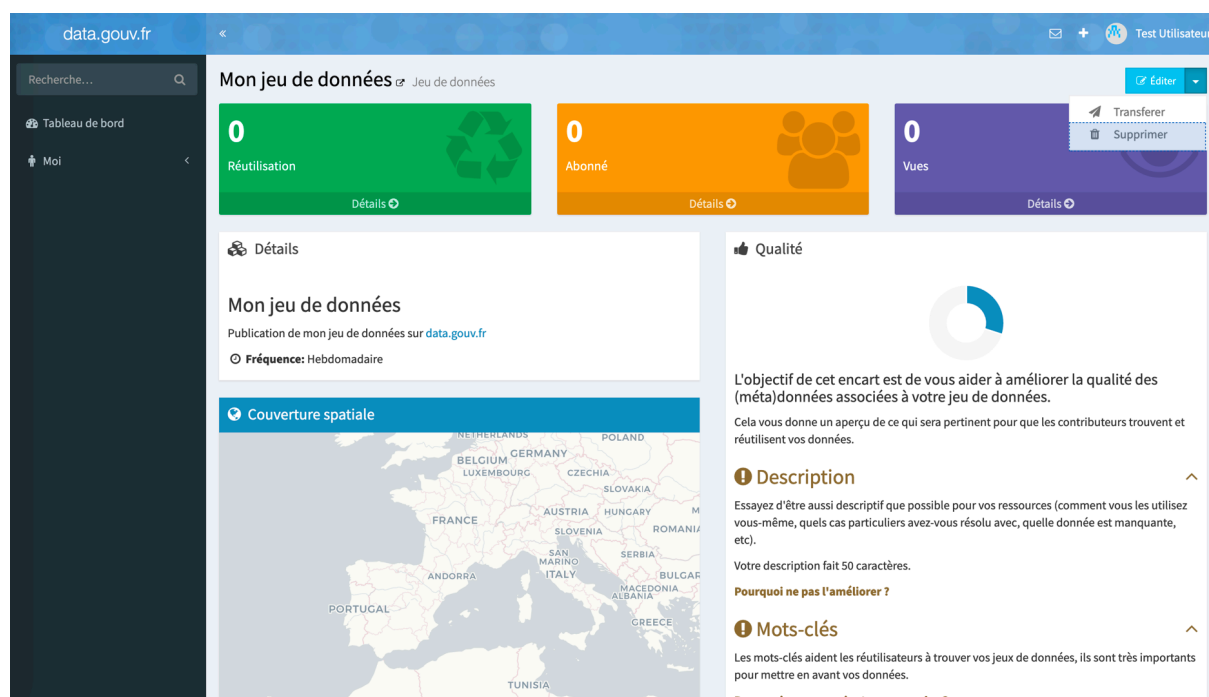 data.gouv.fr
«
Test Utilisateur
Recherche...
Tableau de bord
Moi
Mon jeu de données Jeu de données
Éditer
Transferer
Supprimer
0
Réutilisation
Détails
0
Abonné
Détails
0
Vues
Détails
Détails
Mon jeu de données
Publication de mon jeu de données sur data.gouv.fr
Fréquence: Hebdomadaire
Couverture spatiale
NETHERLANDS
POLAND
BELGIUM
GERMANY
LUXEMBOURG
CZECHIA
SLOVAKIA
FRANCE
AUSTRIA
HUNGARY
M
SLOVENIA
ROMANIA
SAN
MARINO
SERBIA
ANDORRA
ITALY
BULGAR
MACEDONIA
ALBANIA
PORTUGAL
GREECE
TUNISIA
Qualité
L'objectif de cet encart est de vous aider à améliorer la qualité des
(méta)données associées à votre jeu de données.
Cela vous donne un aperçu de ce qui sera pertinent pour que les contributeurs trouvent et
réutilisent vos données.
Description
Essayez d'être aussi descriptif que possible pour vos ressources (comment vous les utilisez
vous-même, quels cas particuliers avez-vous résolu avec, quelle donnée est manquante,
etc).
Votre description fait 50 caractères.
Pourquoi ne pas l'améliorer ?
Mots-clés
Les mots-clés aident les réutilisateurs à trouver vos jeux de données, ils sont très importants
pour mettre en avant vos données.